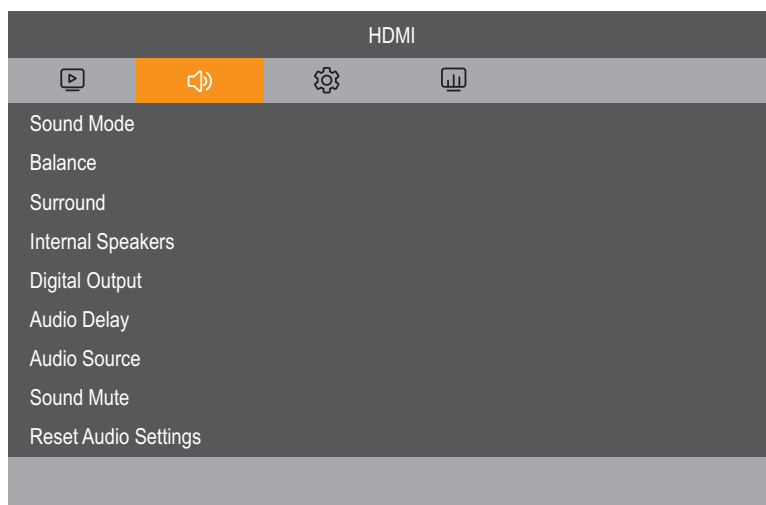 HDMI
Sound Mode
Balance
Surround
Internal Speakers
Digital Output
Audio Delay
Audio Source
Sound Mute
Reset Audio Settings